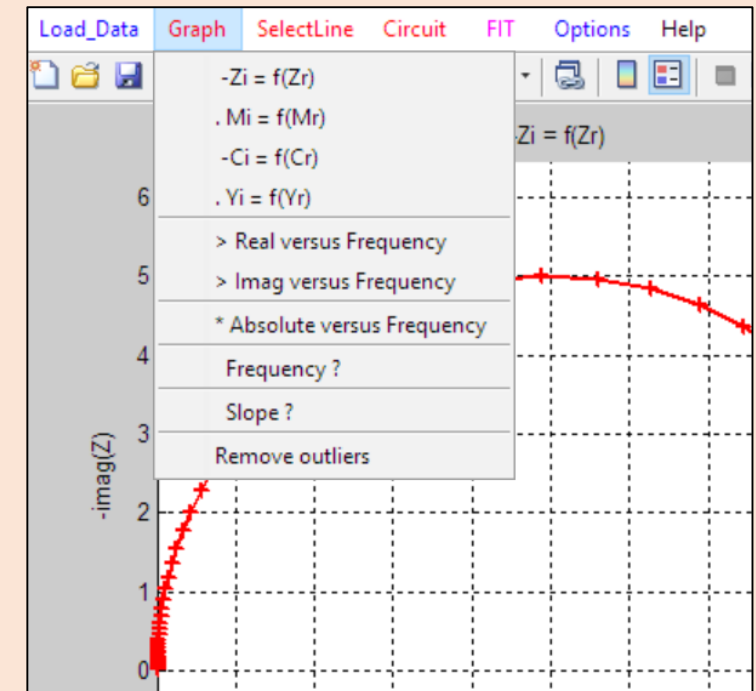 Load_Data Graph SelectLine Circuit FIT Options Help
-Zi = f(Zr)
. Mi = f(Mr)
-Ci = f(Cr)
. Yi = f(Yr)
> Real versus Frequency
> Imag versus Frequency
* Absolute versus Frequency
Frequency ?
Slope ?
Remove outliers
-Zi = f(Zr)
6
5
4
3
2
1
0
-imag(Z)